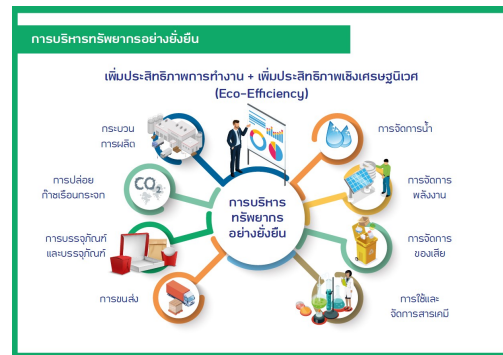 การบริหารทรัพยากรอย่างยั่งยืน
เพิ่มประสิทธิภาพการทำงาน + เพิ่มประสิทธิภาพเชิงเศรษฐนิเวศ
(Eco-Efficiency)
กระบวน
การผลิต
การปล่อย
ก๊าซเรือนกระจก
CO2
การบรรจุภัณฑ์
และบรรจุภัณฑ์
การขนส่ง
การบริหาร
ทรัพยากร
อย่างยั่งยืน
การจัดการน้ำ
การจัดการ
พลังงาน
การจัดการ
ของเสีย
การใช้และ
จัดการสารเคมี